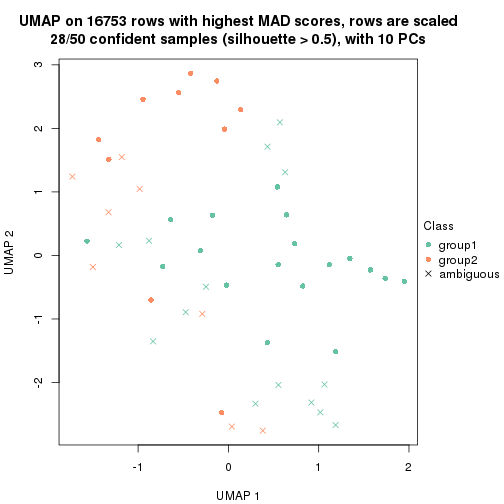 UMAP on 16753 rows with highest MAD scores, rows are scaled
28/50 confident samples (silhouette > 0.5), with 10 PCs
3
2
1
0
-1
-2
UMAP 2
-1
0
1
2
UMAP 1
Class
group1
group2
ambiguous